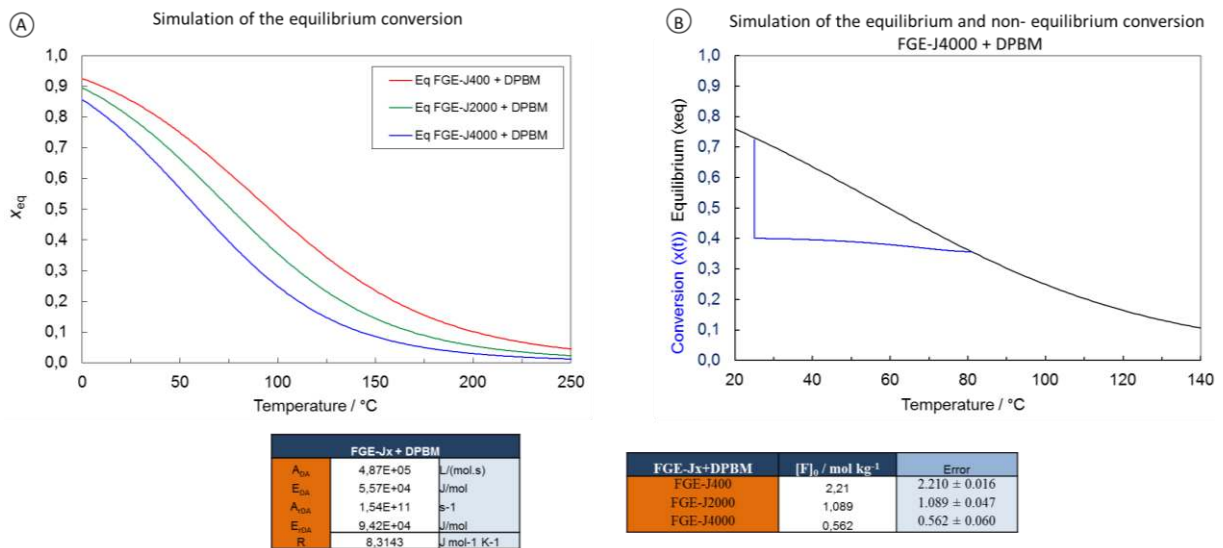 A
Simulation of the equilibrium conversion
1,0
0,9
0,8
0,7
0,6
0,5
0,4
0,3
0,2
0,1
0,0
x_eq
Eq FGE-J400 + DPBM
Eq FGE-J2000 + DPBM
Eq FGE-J4000 + DPBM
0 50 100 150 200 250
Temperature / °C
B
Simulation of the equilibrium and non- equilibrium conversion
FGE-J4000 + DPBM
1,0
0,9
0,8
0,7
0,6
0,5
0,4
0,3
0,2
0,1
0,0
Conversion (x(t)) Equilibrium (xeq)
20 40 60 80 100 120 140
Temperature / °C
FGE-Jx + DPBM
A_DA 4,87E+05 L/(mol.s)
E_DA 5,57E+04 J/mol
A_rDA 1,54E+11 s-1
E_rDA 9,42E+04 J/mol
R 8,3143 J mol-1 K-1
FGE-Jx+DPBM [F]₀ / mol kg⁻¹ Error
FGE-J400 2,21 2.210 ± 0.016
FGE-J2000 1,089 1.089 ± 0.047
FGE-J4000 0,562 0.562 ± 0.060